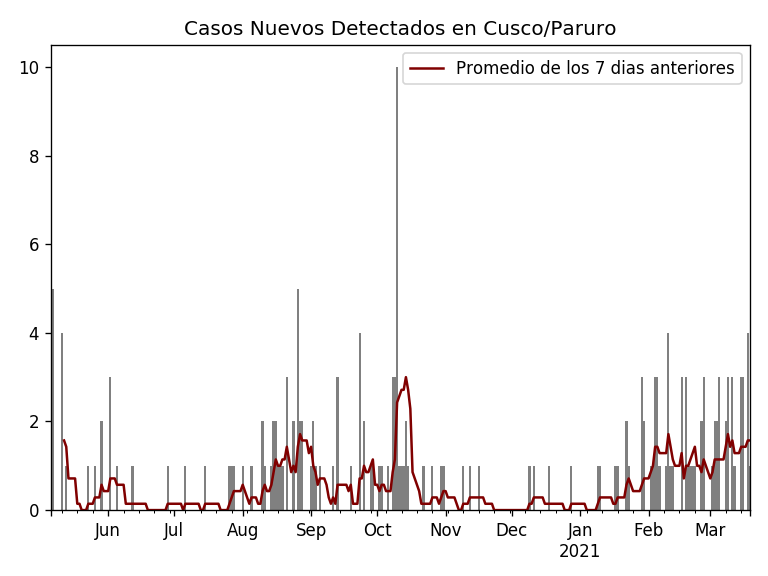 Casos Nuevos Detectados en Cusco/Paruro
Promedio de los 7 dias anteriores
10
8
6
4
2
0
Jun Jul Aug Sep Oct Nov Dec Jan Feb Mar
2021